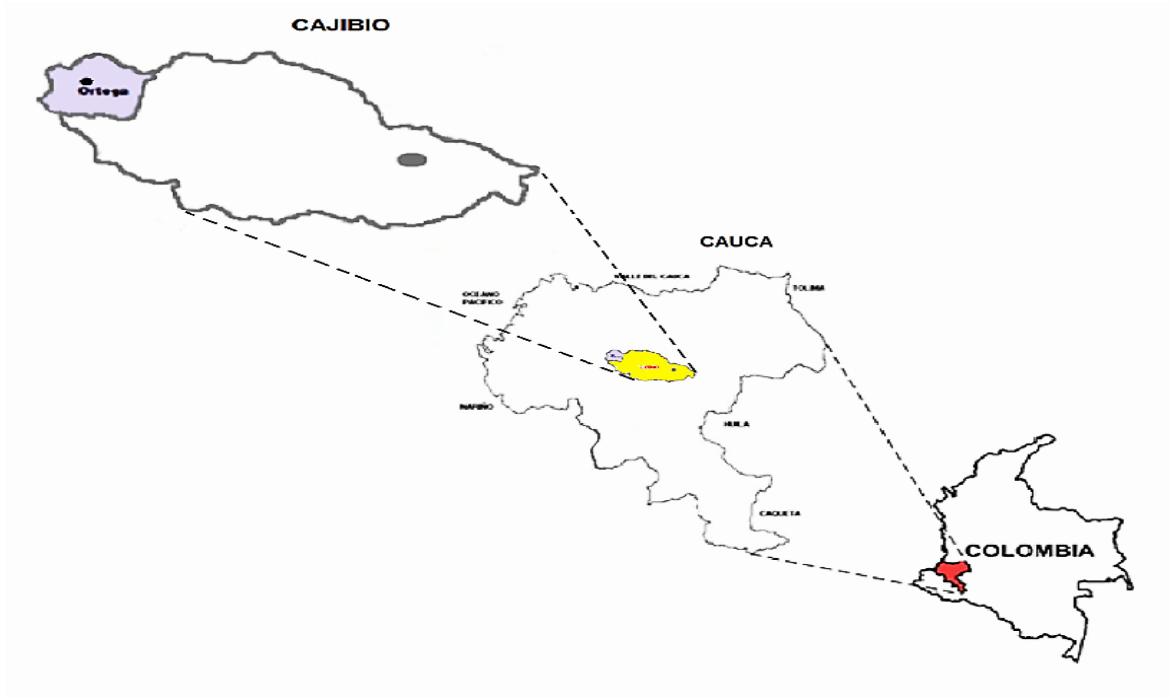 CAJIBIO
Ortega
CAUCA
VALLE DEL CAUCA
OCEANO
PACIFICO
TOLIMA
NARIÑO
HUILA
CAQUETA
COLOMBIA